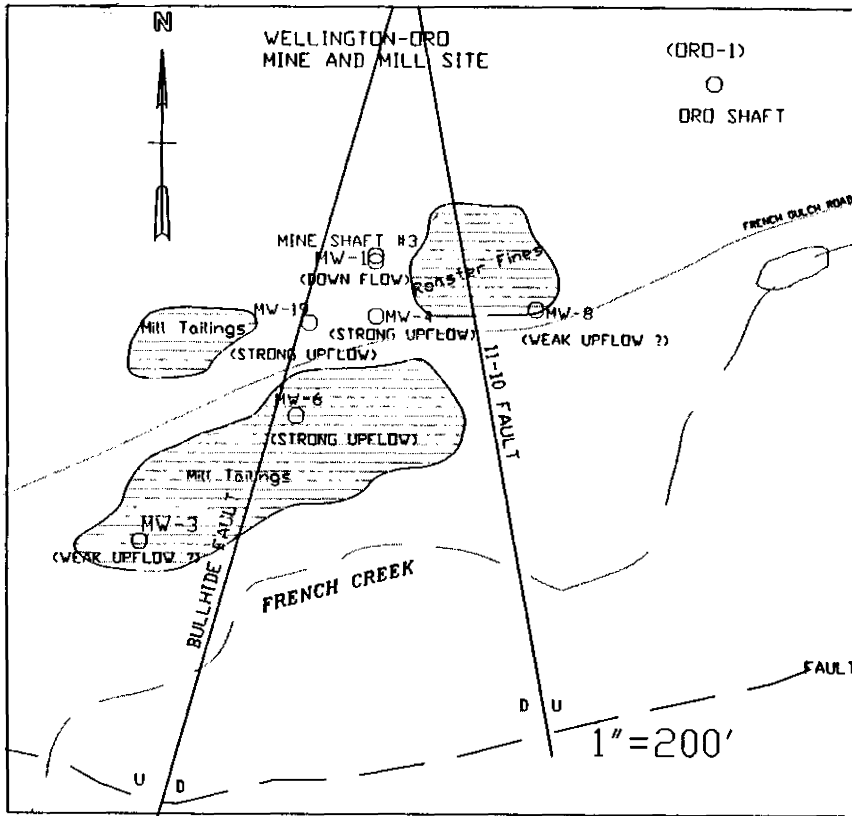 N
WELLINGTON-ORO
MINE AND MILL SITE
(ORO-1)
ORO SHAFT
FRENCH GULCH ROAD
MINE SHAFT #3
MW-1
(DOWN FLOW)
Roaster Fines
MW-19
(STRONG UPFLOW)
MW-4
(STRONG UPFLOW)
MW-8
(WEAK UPFLOW ?)
Mill Tailings
11-10 FAULT
MW-6
(STRONG UPFLOW)
Mill Tailings
MW-3
(WEAK UPFLOW ?)
BULLHIDE FAULT
FRENCH CREEK
FAULT
D U
1"=200'
U D